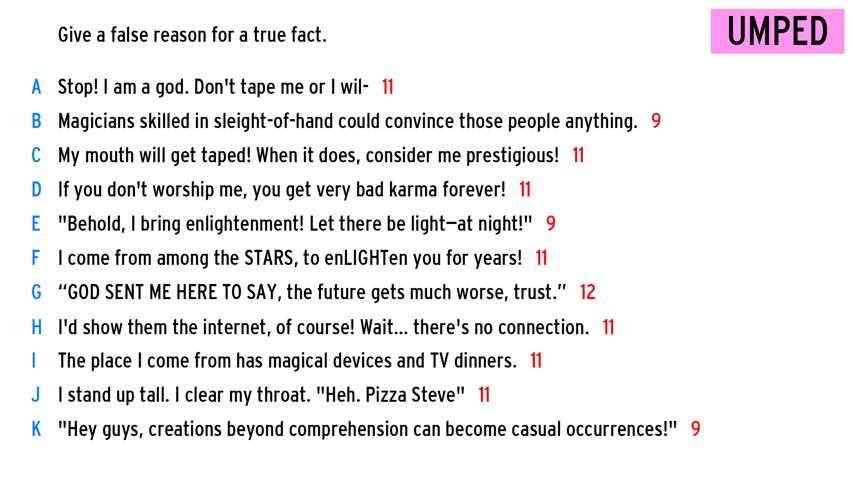 Give a false reason for a true fact.
UMPED
A Stop! I am a god. Don't tape me or I wil- 11
B Magicians skilled in sleight-of-hand could convince those people anything. 9
C My mouth will get taped! When it does, consider me prestigious! 11
D If you don't worship me, you get very bad karma forever! 11
E "Behold, I bring enlightenment! Let there be light—at night!" 9
F I come from among the STARS, to enLIGHTen you for years! 11
G “GOD SENT ME HERE TO SAY, the future gets much worse, trust.” 12
H I'd show them the internet, of course! Wait... there's no connection. 11
I The place I come from has magical devices and TV dinners. 11
J I stand up tall. I clear my throat. "Heh. Pizza Steve" 11
K "Hey guys, creations beyond comprehension can become casual occurrences!" 9